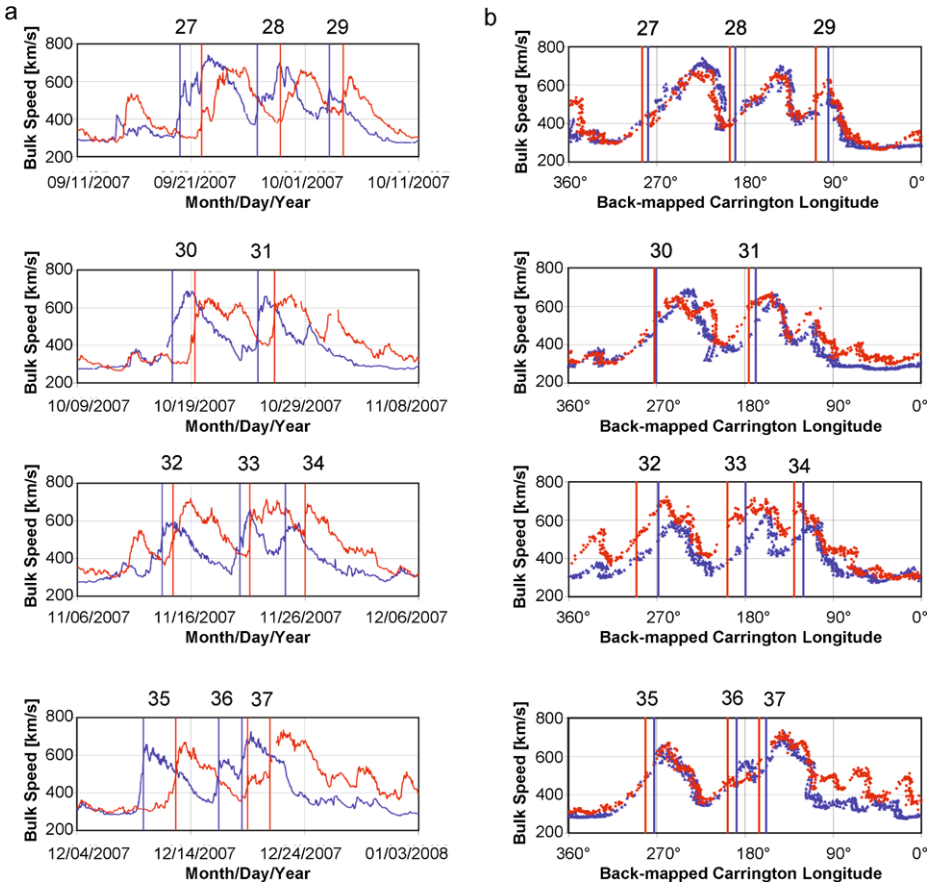 a
27 28 29
Bulk Speed [km/s]
800
600
400
200
09/11/2007 09/21/2007 10/01/2007 10/11/2007
Month/Day/Year
30 31
Bulk Speed [km/s]
800
600
400
200
10/09/2007 10/19/2007 10/29/2007 11/08/2007
Month/Day/Year
32 33 34
Bulk Speed [km/s]
800
600
400
200
11/06/2007 11/16/2007 11/26/2007 12/06/2007
Month/Day/Year
35 36 37
Bulk Speed [km/s]
800
600
400
200
12/04/2007 12/14/2007 12/24/2007 01/03/2008
Month/Day/Year
b
27 28 29
Bulk Speed [km/s]
800
600
400
200
360° 270° 180° 90° 0°
Back-mapped Carrington Longitude
30 31
Bulk Speed [km/s]
800
600
400
200
360° 270° 180° 90° 0°
Back-mapped Carrington Longitude
32 33 34
Bulk Speed [km/s]
800
600
400
200
360° 270° 180° 90° 0°
Back-mapped Carrington Longitude
35 36 37
Bulk Speed [km/s]
800
600
400
200
360° 270° 180° 90° 0°
Back-mapped Carrington Longitude